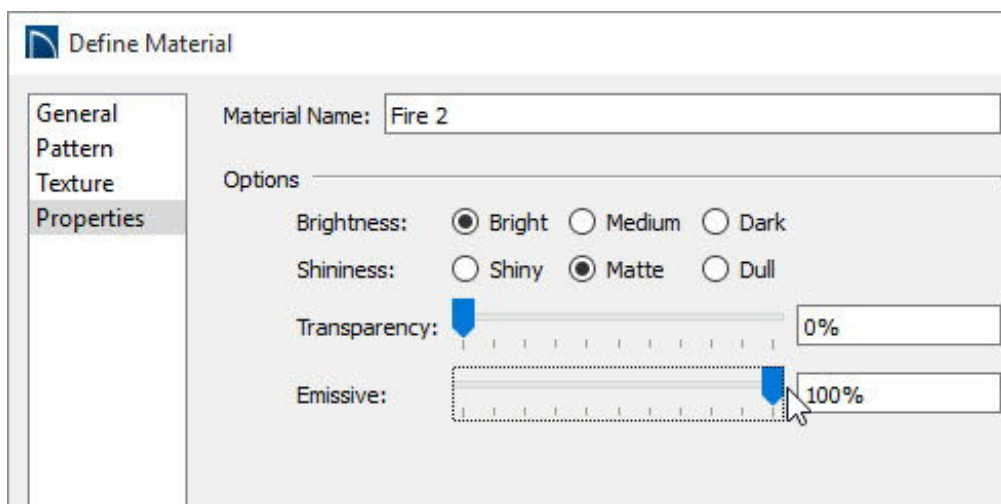 Define Material
General
Pattern
Texture
Properties
Material Name: Fire 2
Options
Brightness: Bright Medium Dark
Shininess: Shiny Matte Dull
Transparency: 0%
Emissive: 100%